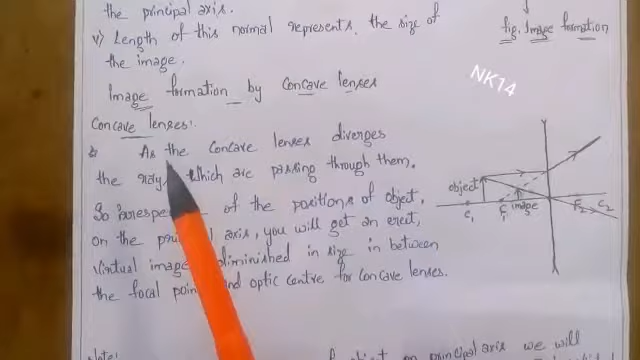 the principal axis.
v) Length of this normal represents the size of
the image.
fig. Image formation
Image formation by Concave lenses
NK14
Concave lenses:
As the Concave lenses diverges
the rays which are passing through them.
So of the positions of object,
on the axis, you will get an erect,
Virtual image diminished in size in between
the focal point and optic centre for Concave lenses.
object
image
C1 F1 F2 C2
Note:
object on principal axis we will